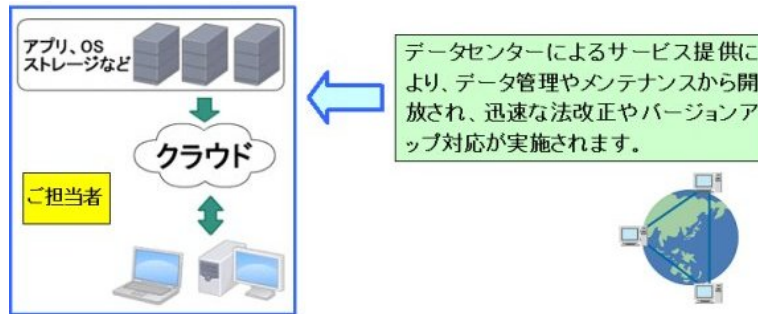 アプリ、OS
ストレージなど
クラウド
ご担当者
データセンターによるサービス提供に
より、データ管理やメンテナンスから開
放され、迅速な法改正やバージョンア
ップ対応が実施されます。